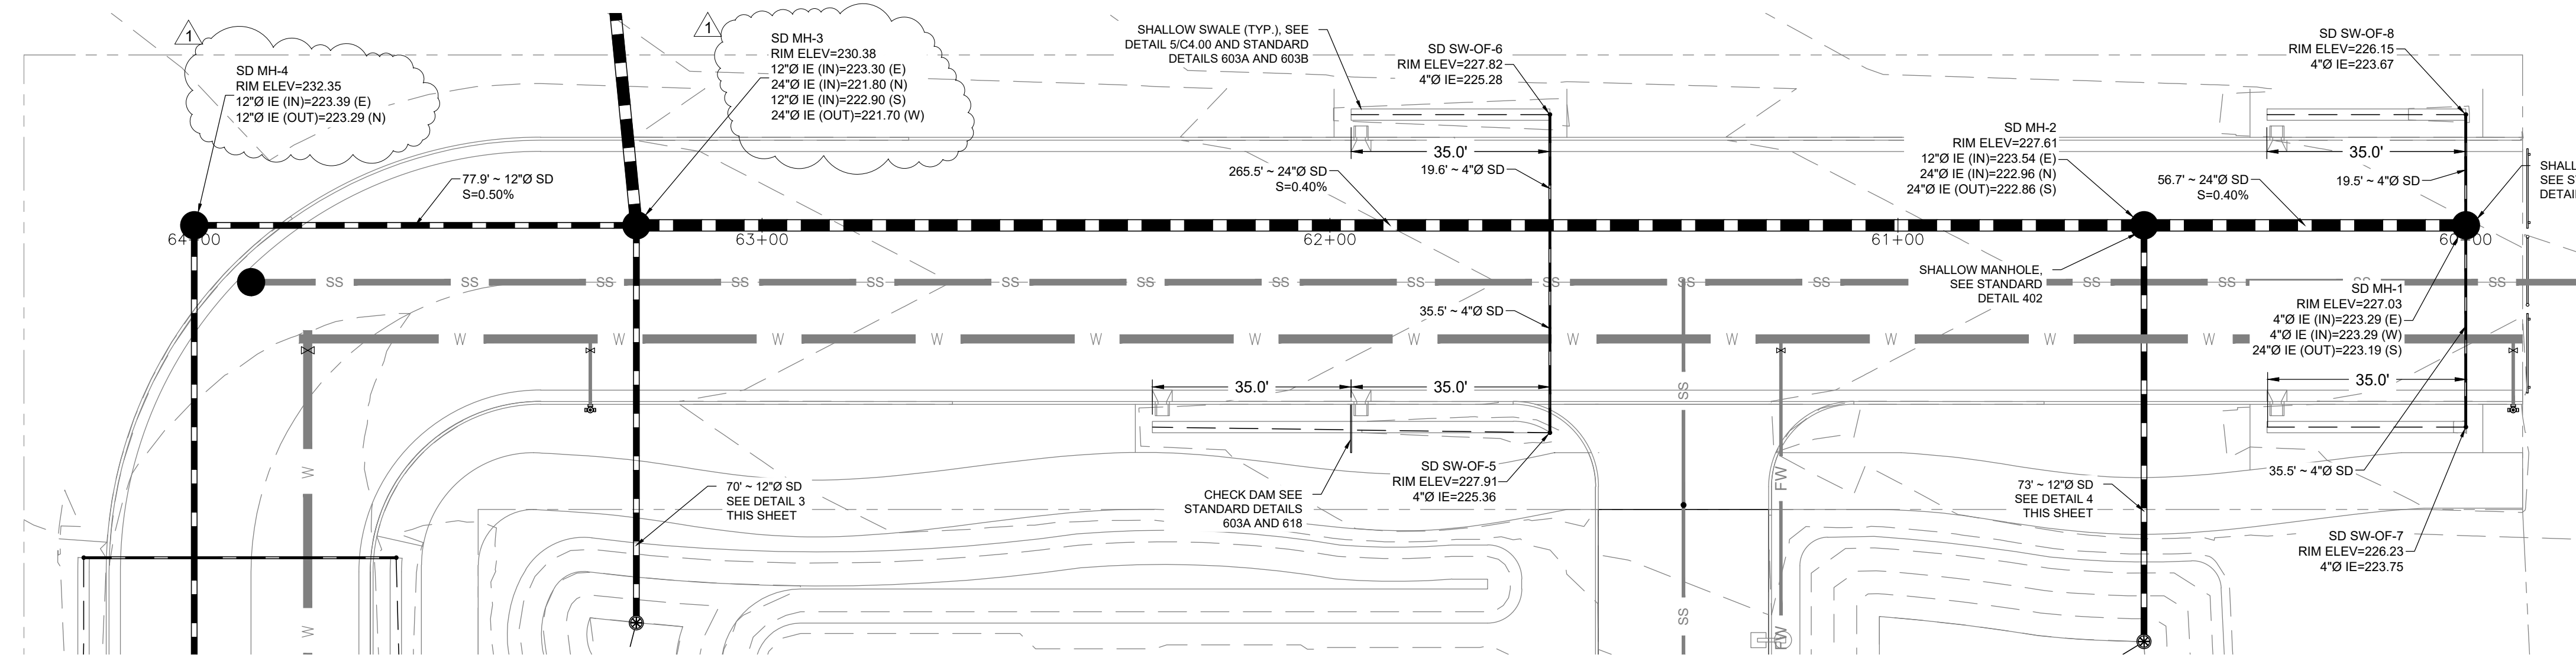 1
SD MH-4
RIM ELEV=232.35
12"Ø IE (IN)=223.39 (E)
12"Ø IE (OUT)=223.29 (N)
1
SD MH-3
RIM ELEV=230.38
12"Ø IE (IN)=223.30 (E)
24"Ø IE (IN)=221.80 (N)
12"Ø IE (IN)=222.90 (S)
24"Ø IE (OUT)=221.70 (W)
SHALLOW SWALE (TYP.), SEE
DETAIL 5/C4.00 AND STANDARD
DETAILS 603A AND 603B
SD SW-OF-6
RIM ELEV=227.82
4"Ø IE=225.28
SD SW-OF-8
RIM ELEV=226.15
4"Ø IE=223.67
SD MH-2
RIM ELEV=227.61
12"Ø IE (IN)=223.54 (E)
24"Ø IE (IN)=222.96 (N)
24"Ø IE (OUT)=222.86 (S)
35.0'
35.0'
77.9' ~ 12"Ø SD
S=0.50%
265.5' ~ 24"Ø SD
S=0.40%
19.6' ~ 4"Ø SD
56.7' ~ 24"Ø SD
S=0.40%
19.5' ~ 4"Ø SD
SHALL
SEE S
DETAI
64+00
63+00
62+00
61+00
60+00
SS SS SS SS SS SS SS SS SS SS SS SS SS SS SS SS SS
SHALLOW MANHOLE,
SEE STANDARD
DETAIL 402
SD MH-1
RIM ELEV=227.03
4"Ø IE (IN)=223.29 (E)
4"Ø IE (IN)=223.29 (W)
24"Ø IE (OUT)=223.19 (S)
35.5' ~ 4"Ø SD
W W W W W W W W W W W W
35.0'
35.0'
35.0'
SS
W
FW
SS
W
FW
70' ~ 12"Ø SD
SEE DETAIL 3
THIS SHEET
CHECK DAM SEE
STANDARD DETAILS
603A AND 618
SD SW-OF-5
RIM ELEV=227.91
4"Ø IE=225.36
73' ~ 12"Ø SD
SEE DETAIL 4
THIS SHEET
35.5' ~ 4"Ø SD
SD SW-OF-7
RIM ELEV=226.23
4"Ø IE=223.75